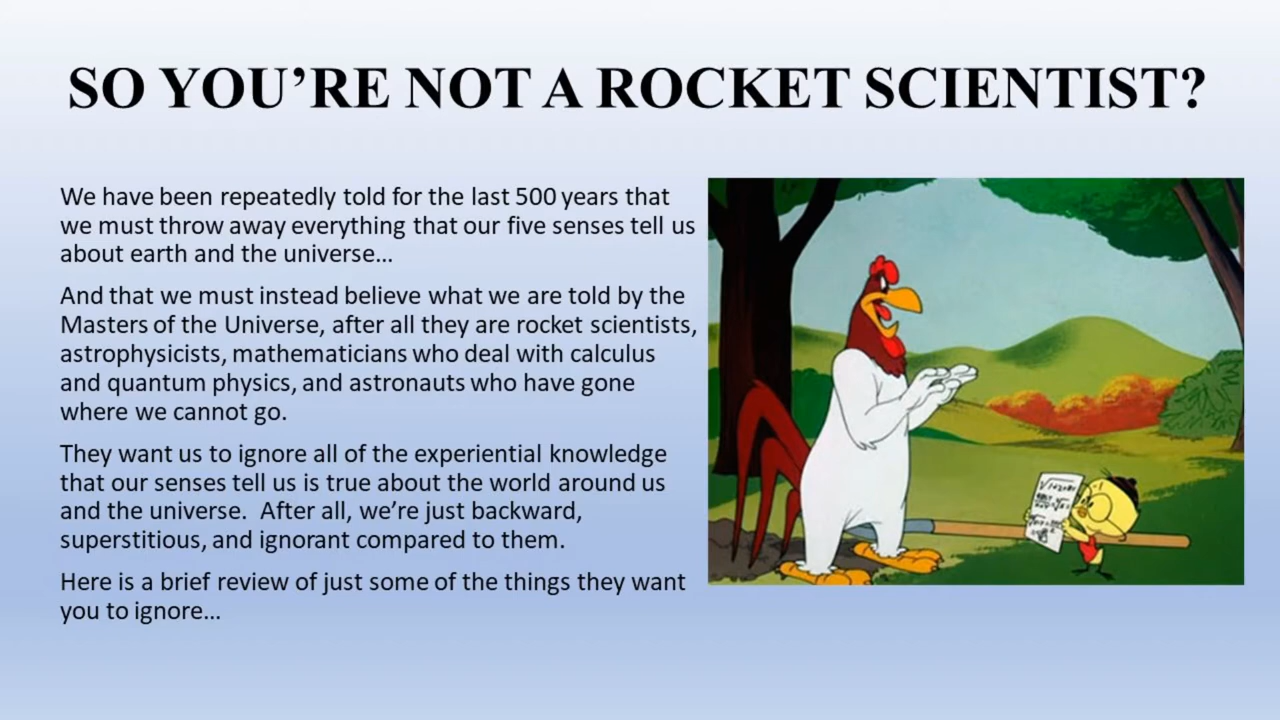 SO YOU’RE NOT A ROCKET SCIENTIST?
We have been repeatedly told for the last 500 years that
we must throw away everything that our five senses tell us
about earth and the universe…
And that we must instead believe what we are told by the
Masters of the Universe, after all they are rocket scientists,
astrophysicists, mathematicians who deal with calculus
and quantum physics, and astronauts who have gone
where we cannot go.
They want us to ignore all of the experiential knowledge
that our senses tell us is true about the world around us
and the universe.  After all, we’re just backward,
superstitious, and ignorant compared to them.
Here is a brief review of just some of the things they want
you to ignore…